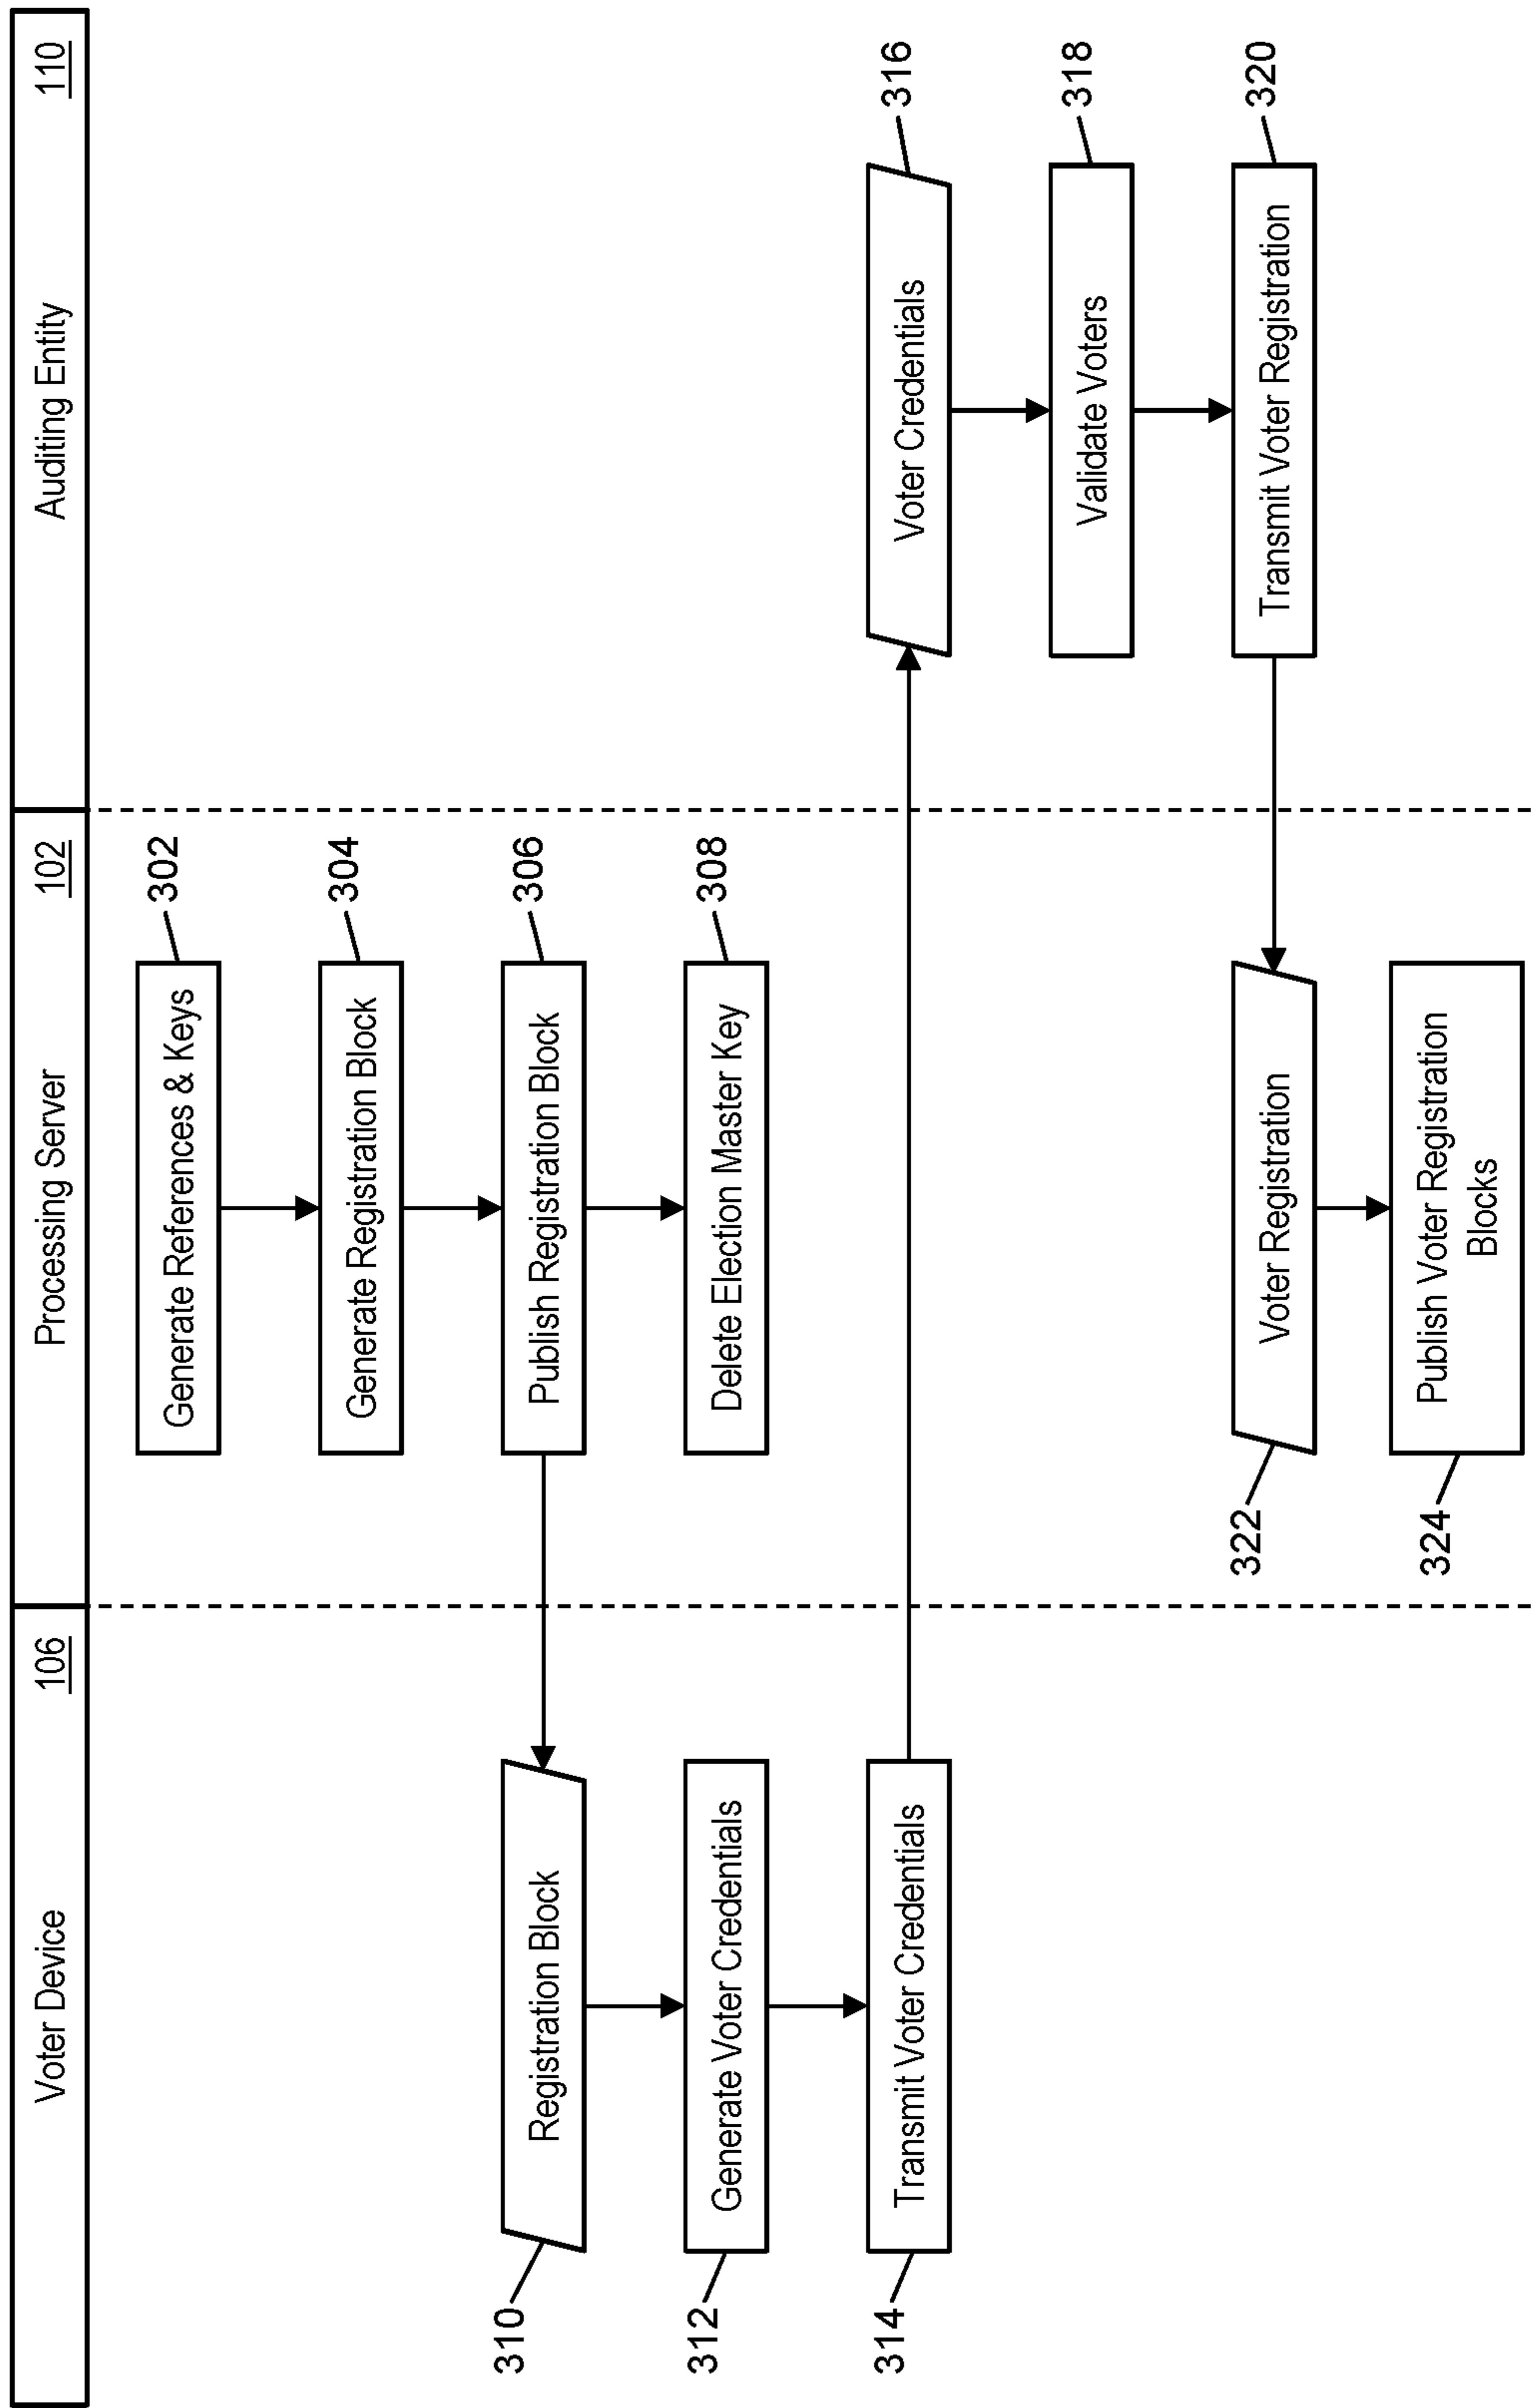 Voter Device
106
Processing Server
102
Auditing Entity
110
Generate References & Keys
302
Generate Registration Block
304
310
Registration Block
Publish Registration Block
306
312
Generate Voter Credentials
Delete Election Master Key
308
314
Transmit Voter Credentials
Voter Credentials
316
Validate Voters
318
322
Voter Registration
Transmit Voter Registration
320
324
Publish Voter Registration
Blocks